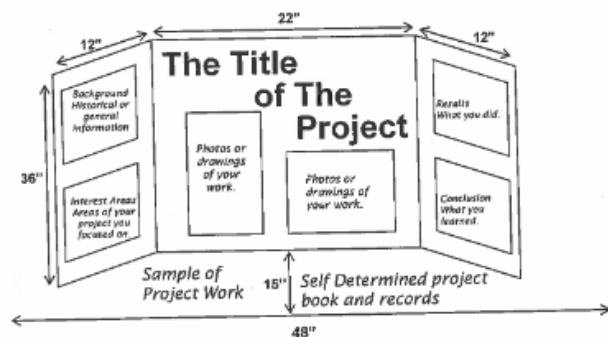 22"
12"
12"
The Title
of The
Project
Background
Historical or
general
information
Results
What you did.
Photos or
drawings
of your
work.
Photos or
drawings of
your work.
36"
Interest Areas
Areas of your
project you
focused on.
Conclusion
What you
learned.
Sample of
Project Work
15"
Self Determined project
book and records
48"